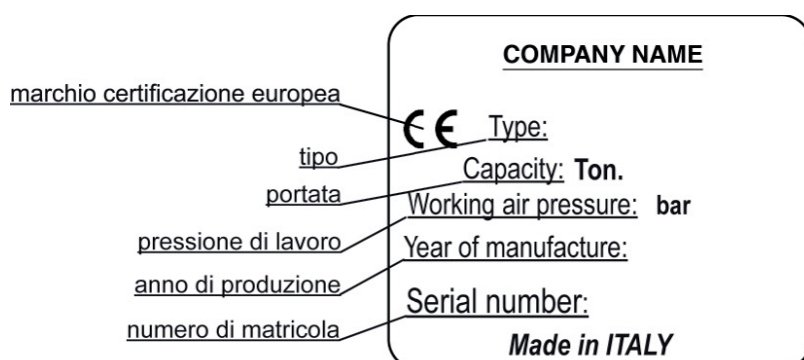 COMPANY NAME
marchio certificazione europea
CE Type:
tipo
Capacity: Ton.
portata
Working air pressure: bar
pressione di lavoro
Year of manufacture:
anno di produzione
Serial number:
numero di matricola
Made in ITALY